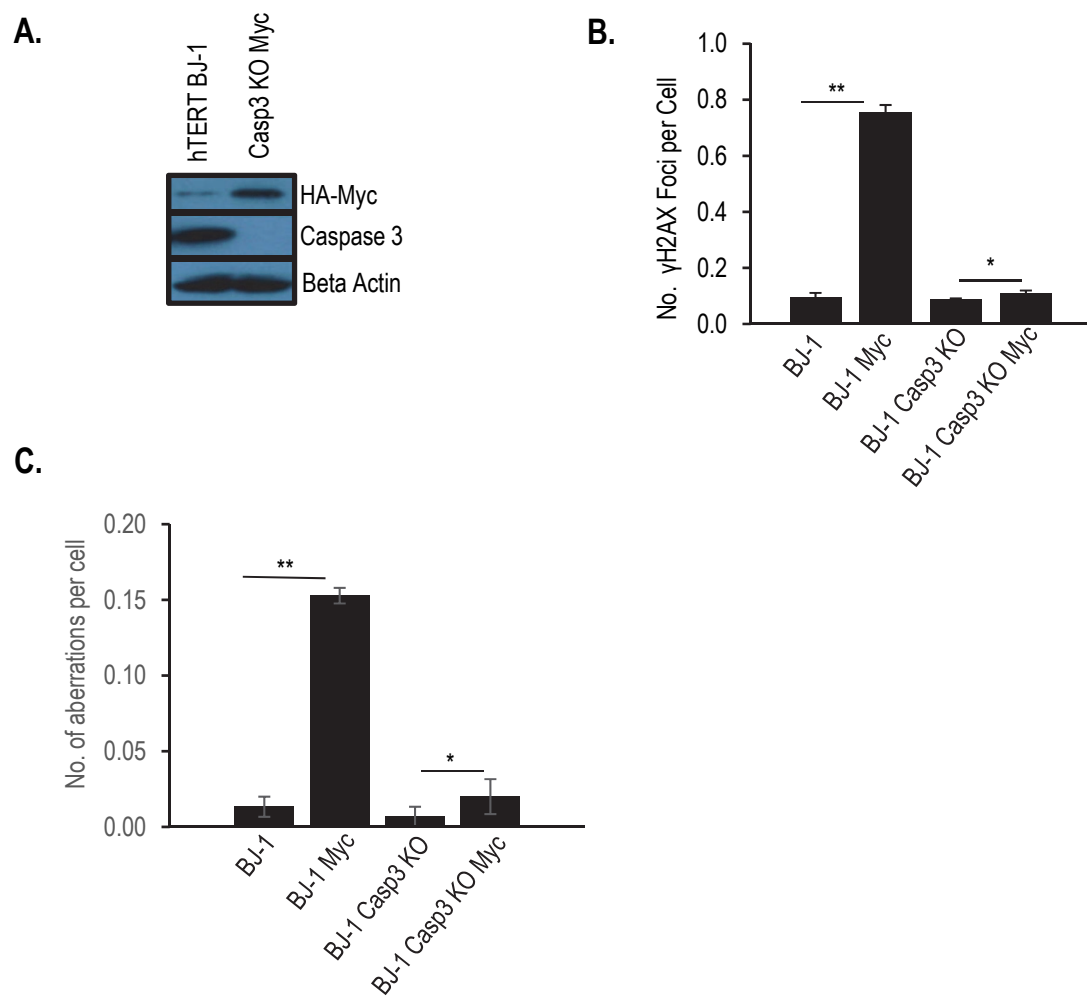 A.
hTERT BJ-1
Casp3 KO Myc
HA-Myc
Caspase 3
Beta Actin
B.
No. γH2AX Foci per Cell
1.0
0.8
0.6
0.4
0.2
0.0
**
*
BJ-1
BJ-1 Myc
BJ-1 Casp3 KO
BJ-1 Casp3 KO Myc
C.
No. of aberrations per cell
0.20
0.15
0.10
0.05
0.00
**
*
BJ-1
BJ-1 Myc
BJ-1 Casp3 KO
BJ-1 Casp3 KO Myc